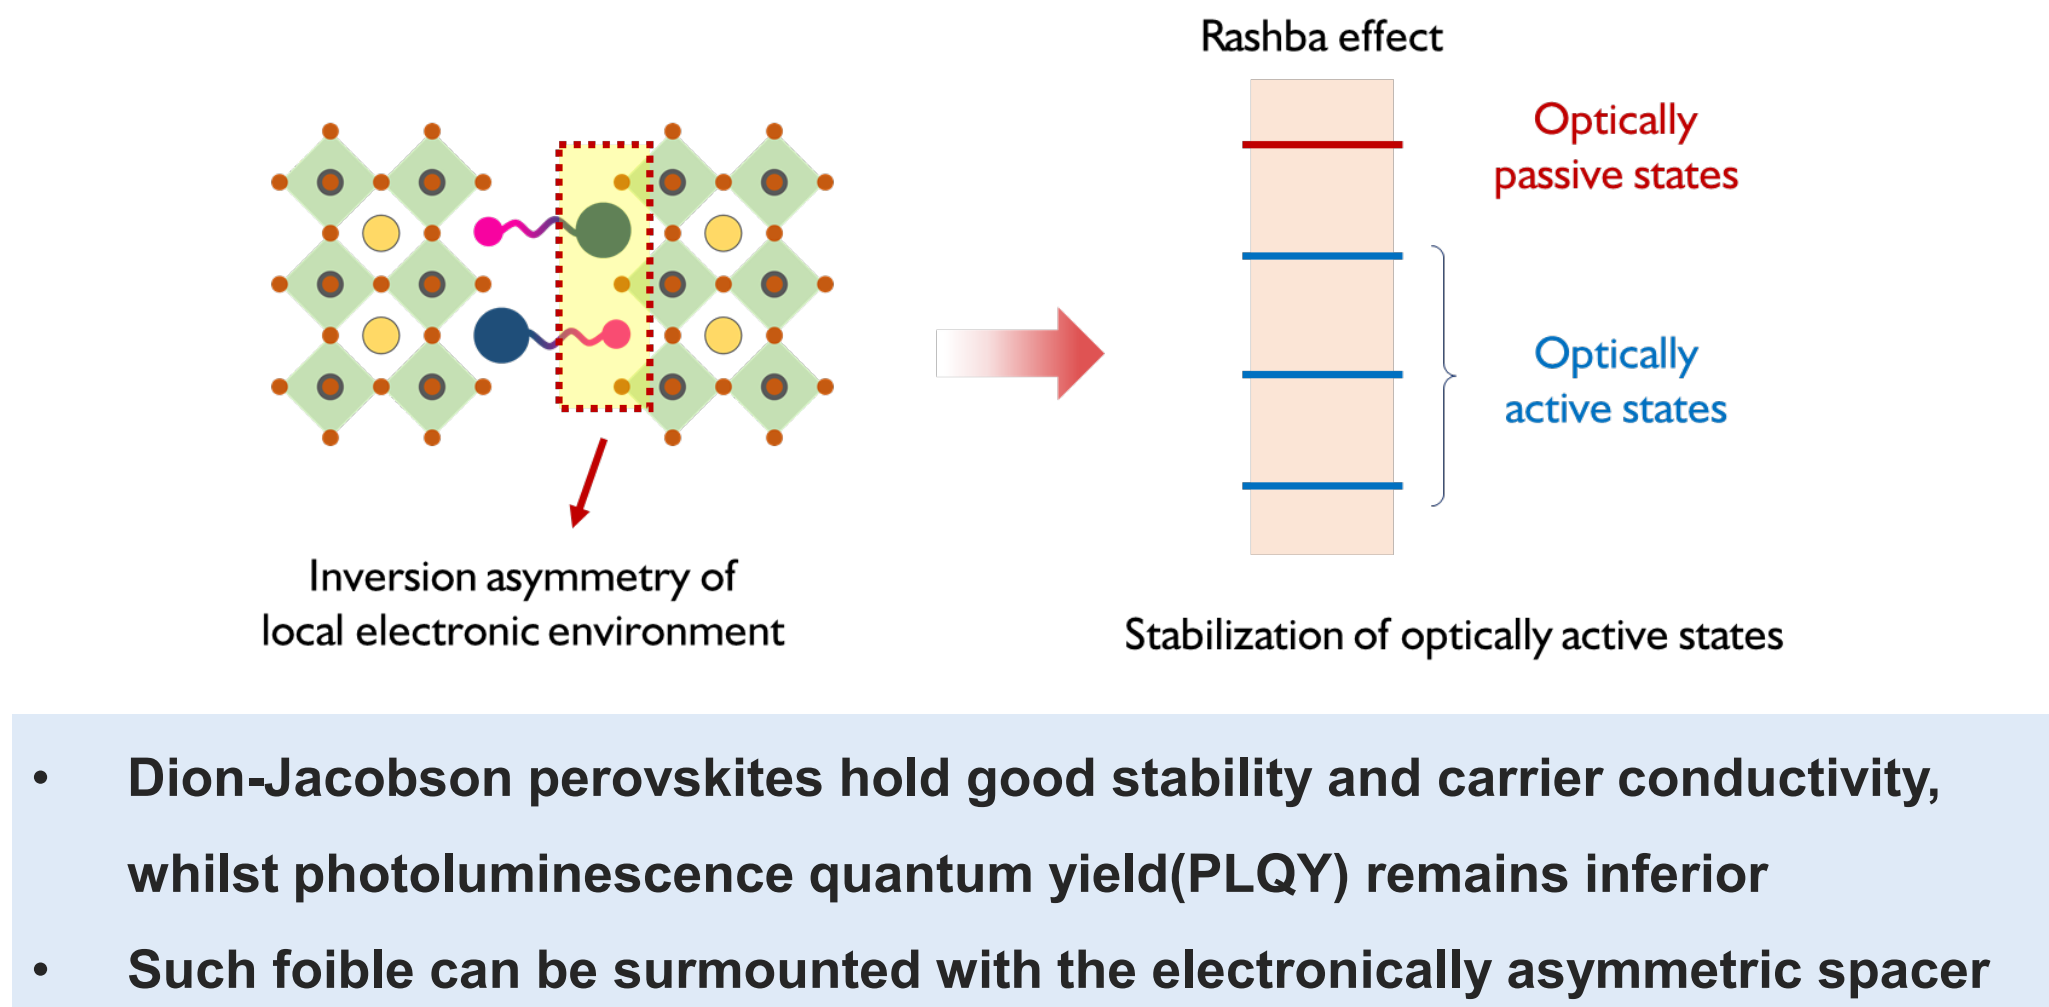 Rashba effect
Optically
passive states
Optically
active states
Inversion asymmetry of
local electronic environment
Stabilization of optically active states
• Dion-Jacobson perovskites hold good stability and carrier conductivity,
whilst photoluminescence quantum yield(PLQY) remains inferior
• Such foible can be surmounted with the electronically asymmetric spacer